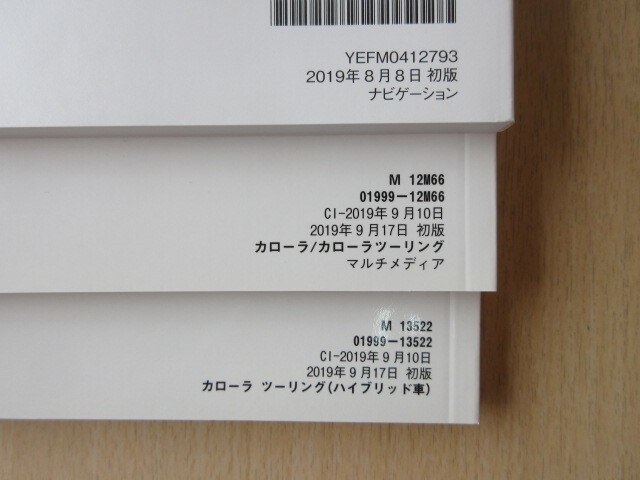 YEFM0412793
2019年8月8日 初版
ナビゲーション
M 12M66
01999-12M66
CI-2019年9月10日
2019年9月17日 初版
カローラ/カローラツーリング
マルチメディア
M 13522
01999-13522
CI-2019年9月10日
2019年9月17日 初版
カローラ ツーリング(ハイブリッド車)